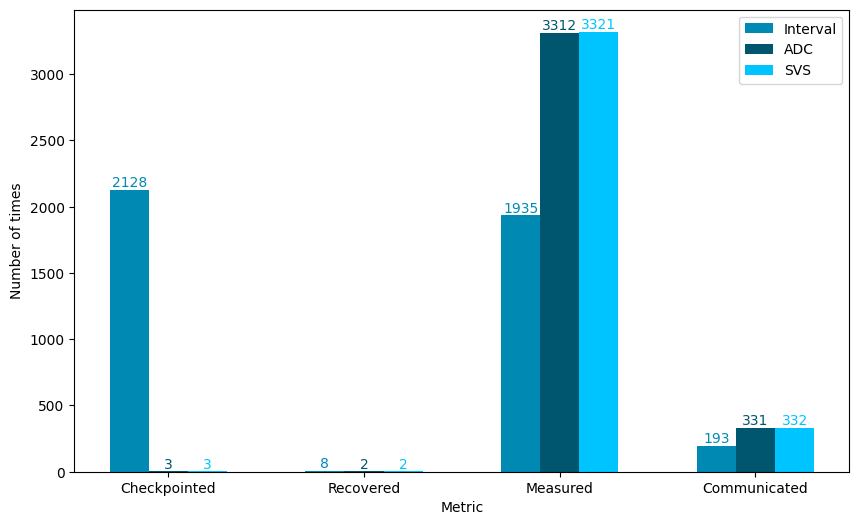 3312
3321
Interval
ADC
SVS
3000
2500
2128
2000
1935
1500
1000
500
331
332
193
3
3
8
2
2
0
Checkpointed
Recovered
Measured
Communicated
Number of times
Metric